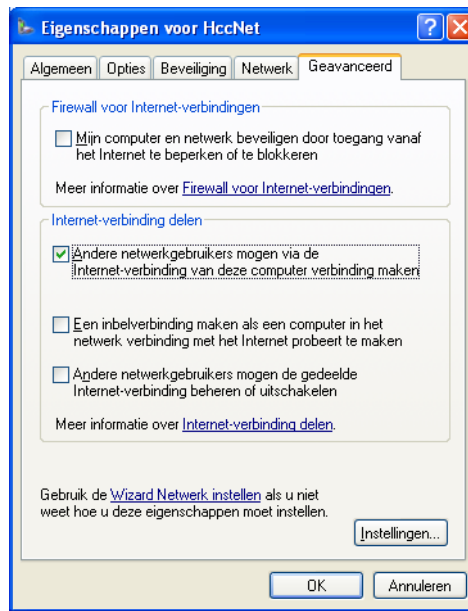 Eigenschappen voor HccNet
Algemeen Opties Beveiliging Netwerk Geavanceerd
Firewall voor Internet-verbindingen
Mijn computer en netwerk beveiligen door toegang vanaf
het Internet te beperken of te blokkeren
Meer informatie over Firewall voor Internet-verbindingen.
Internet-verbinding delen
Andere netwerkgebruikers mogen via de
Internet-verbinding van deze computer verbinding maken
Een inbelverbinding maken als een computer in het
netwerk verbinding met het Internet probeert te maken
Andere netwerkgebruikers mogen de gedeelde
Internet-verbinding beheren of uitschakelen
Meer informatie over Internet-verbinding delen.
Gebruik de Wizard Netwerk instellen als u niet
weet hoe u deze eigenschappen moet instellen.
Instellingen...
OK Annuleren